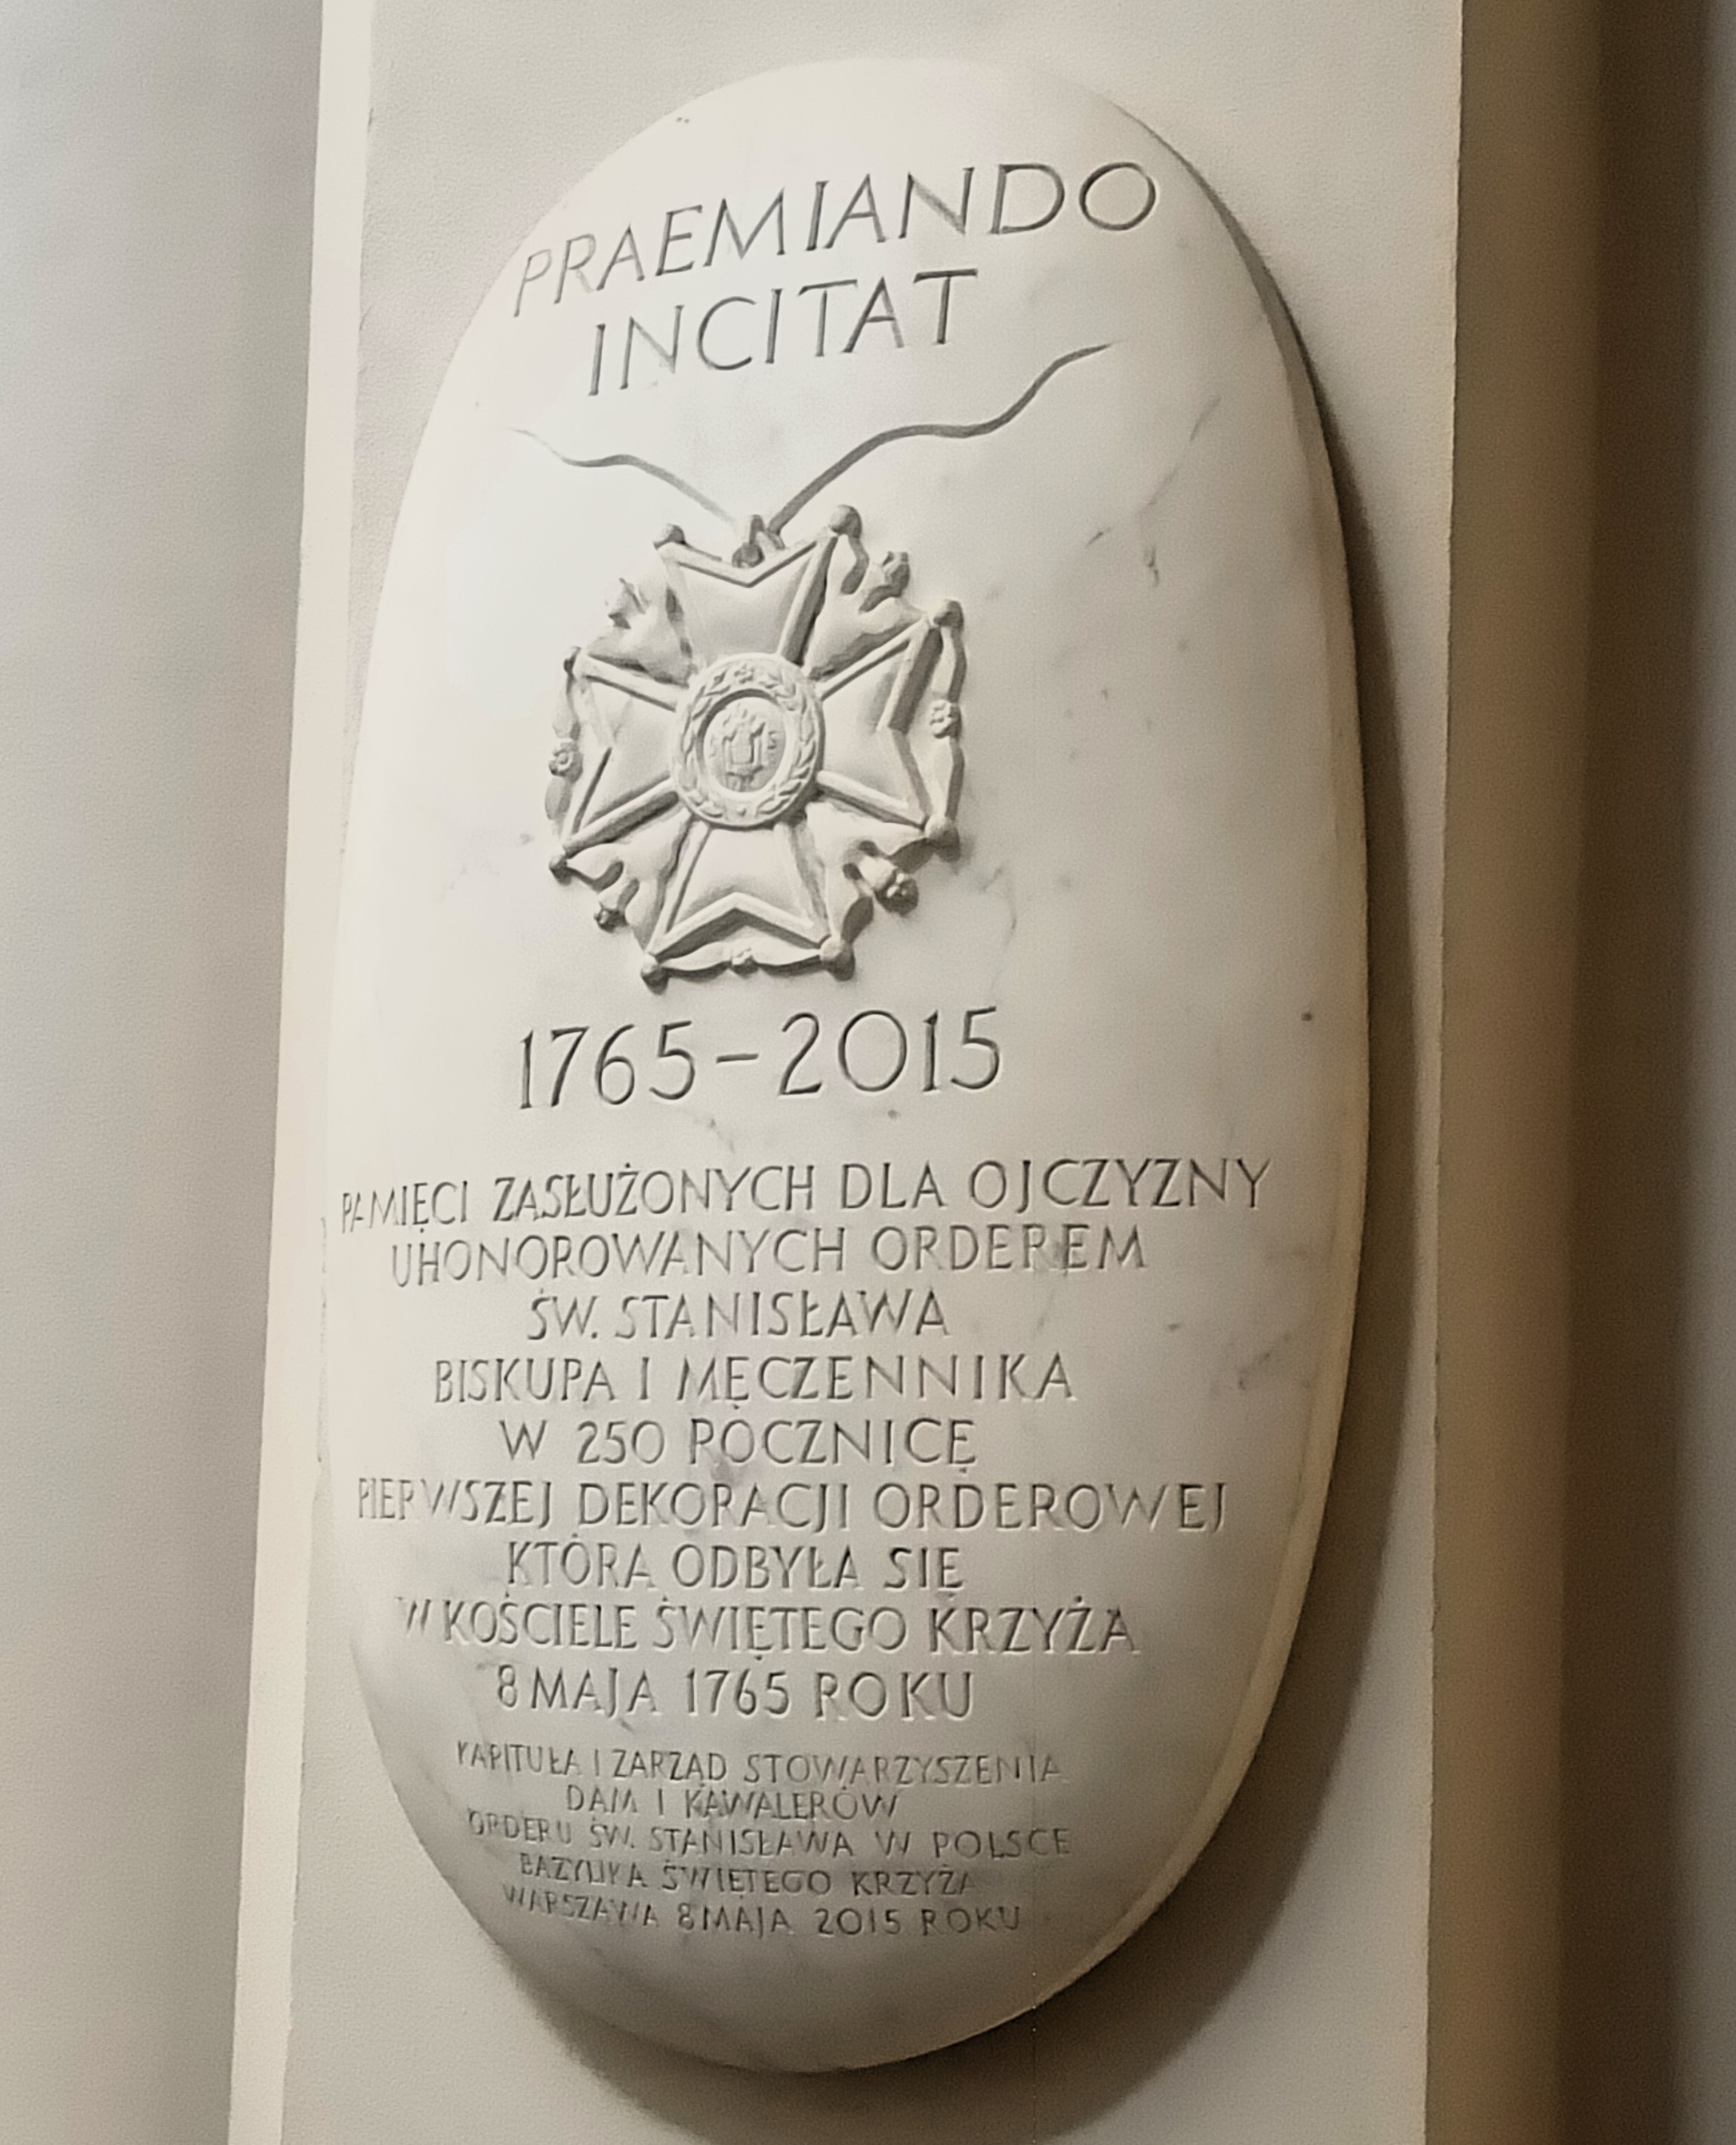 PRAEMIANDO
INCITAT
1765-2015
PAMIĘCI ZASŁUŻONYCH DLA OJCZYZNY
UHONOROWANYCH ORDEREM
ŚW. STANISŁAWA
BISKUPA I MĘCZENNIKA
W 250 ROCZNICĘ
PIERWSZEJ DEKORACJI ORDEROWEJ
KTÓRA ODBYŁA SIĘ
W KOŚCIELE ŚWIĘTEGO KRZYŻA
8 MAJA 1765 ROKU
KAPITUŁA I ZARZĄD STOWARZYSZENIA
DAM I KAWALERÓW
ORDERU ŚW. STANISŁAWA W POLSCE
BAZYLIKA ŚWIĘTEGO KRZYŻA
WARSZAWA 8 MAJA 2015 ROKU